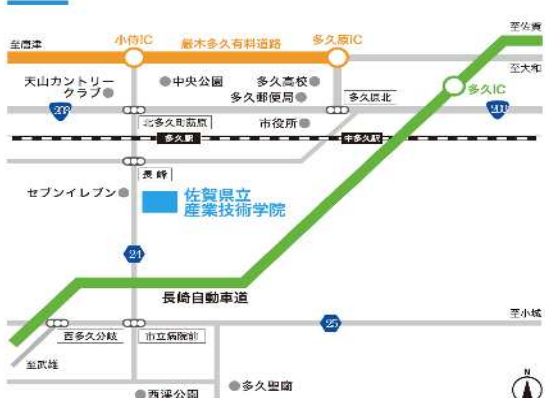 至佐賀
至唐津
小侍IC
厳木多久有料道路
多久原IC
至大和
天山カントリー
クラブ
中央公園
多久高校
多久郵便局
多久IC
203
北多久町莇原
市役所
多久原北
203
多久駅
中多久駅
長崎
セブンイレブン
佐賀県立
産業技術学院
24
長崎自動車道
至小城
25
西多久分岐
市立病院前
至武雄
西渓公園
多久聖廟
N